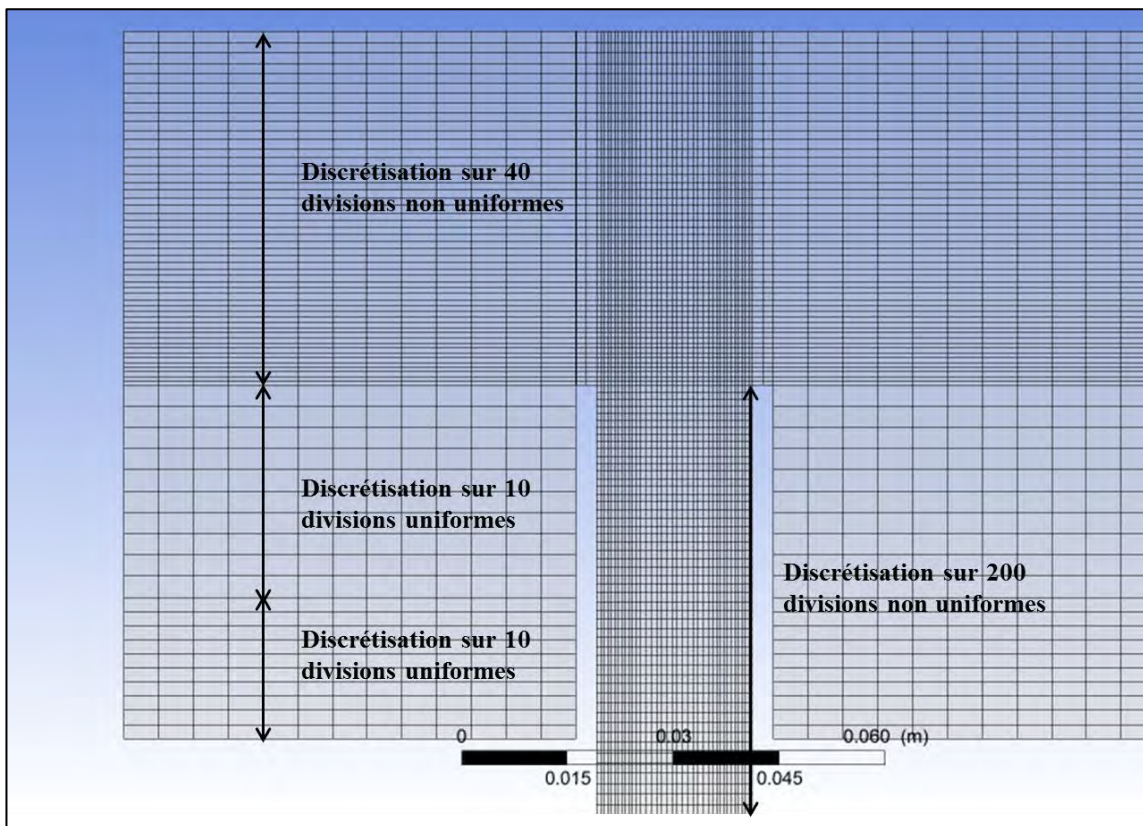 Discrétisation sur 40
divisions non uniformes
Discrétisation sur 10
divisions uniformes
Discrétisation sur 200
divisions non uniformes
Discrétisation sur 10
divisions uniformes
0 0.03 0.060 (m)
0.015 0.045